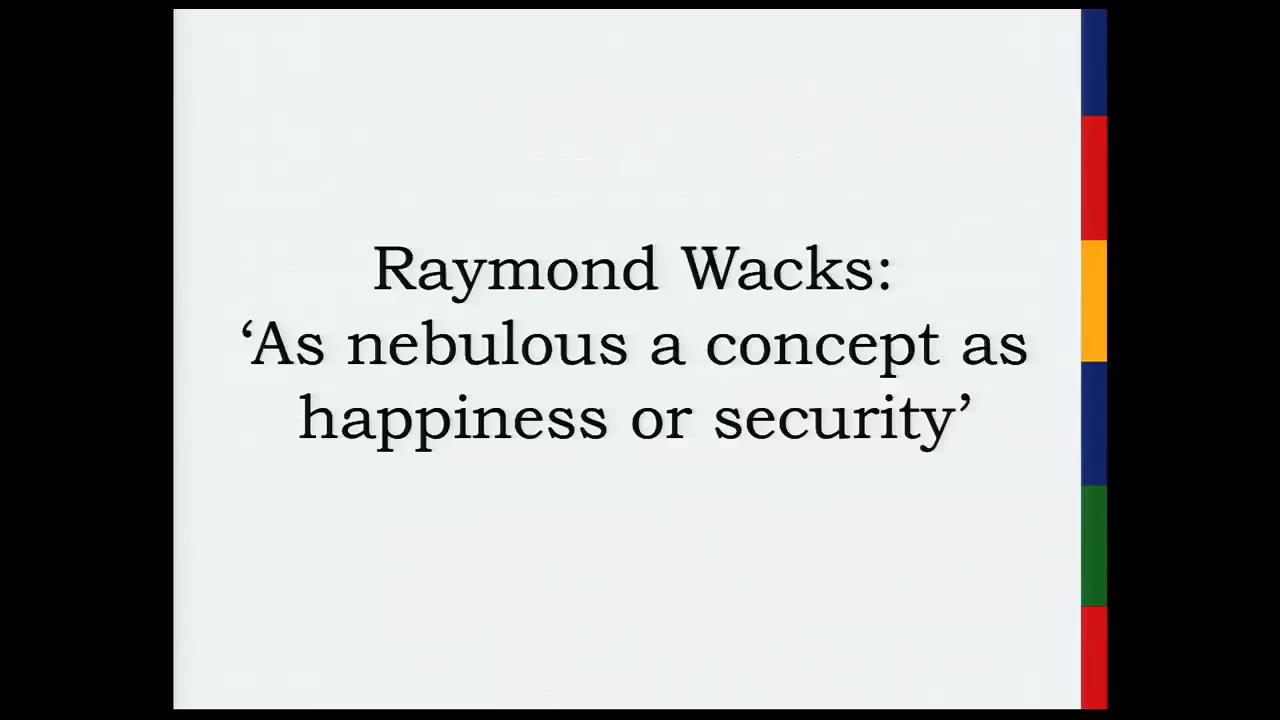 Raymond Wacks:
‘As nebulous a concept as
happiness or security’